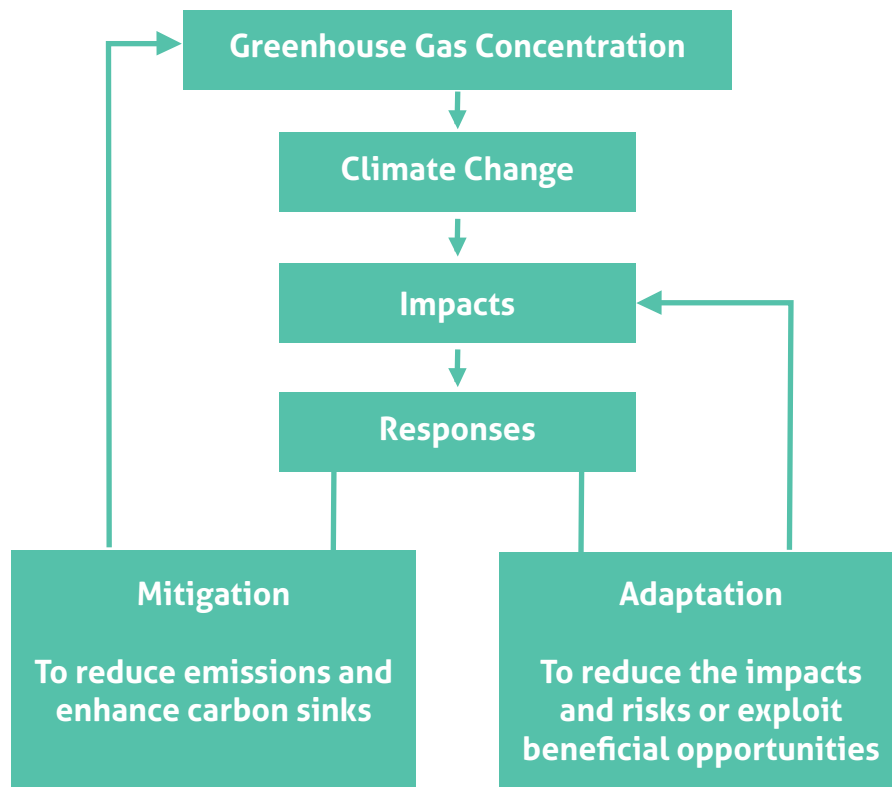 Greenhouse Gas Concentration
Climate Change
Impacts
Responses
Mitigation
To reduce emissions and
enhance carbon sinks
Adaptation
To reduce the impacts
and risks or exploit
beneficial opportunities